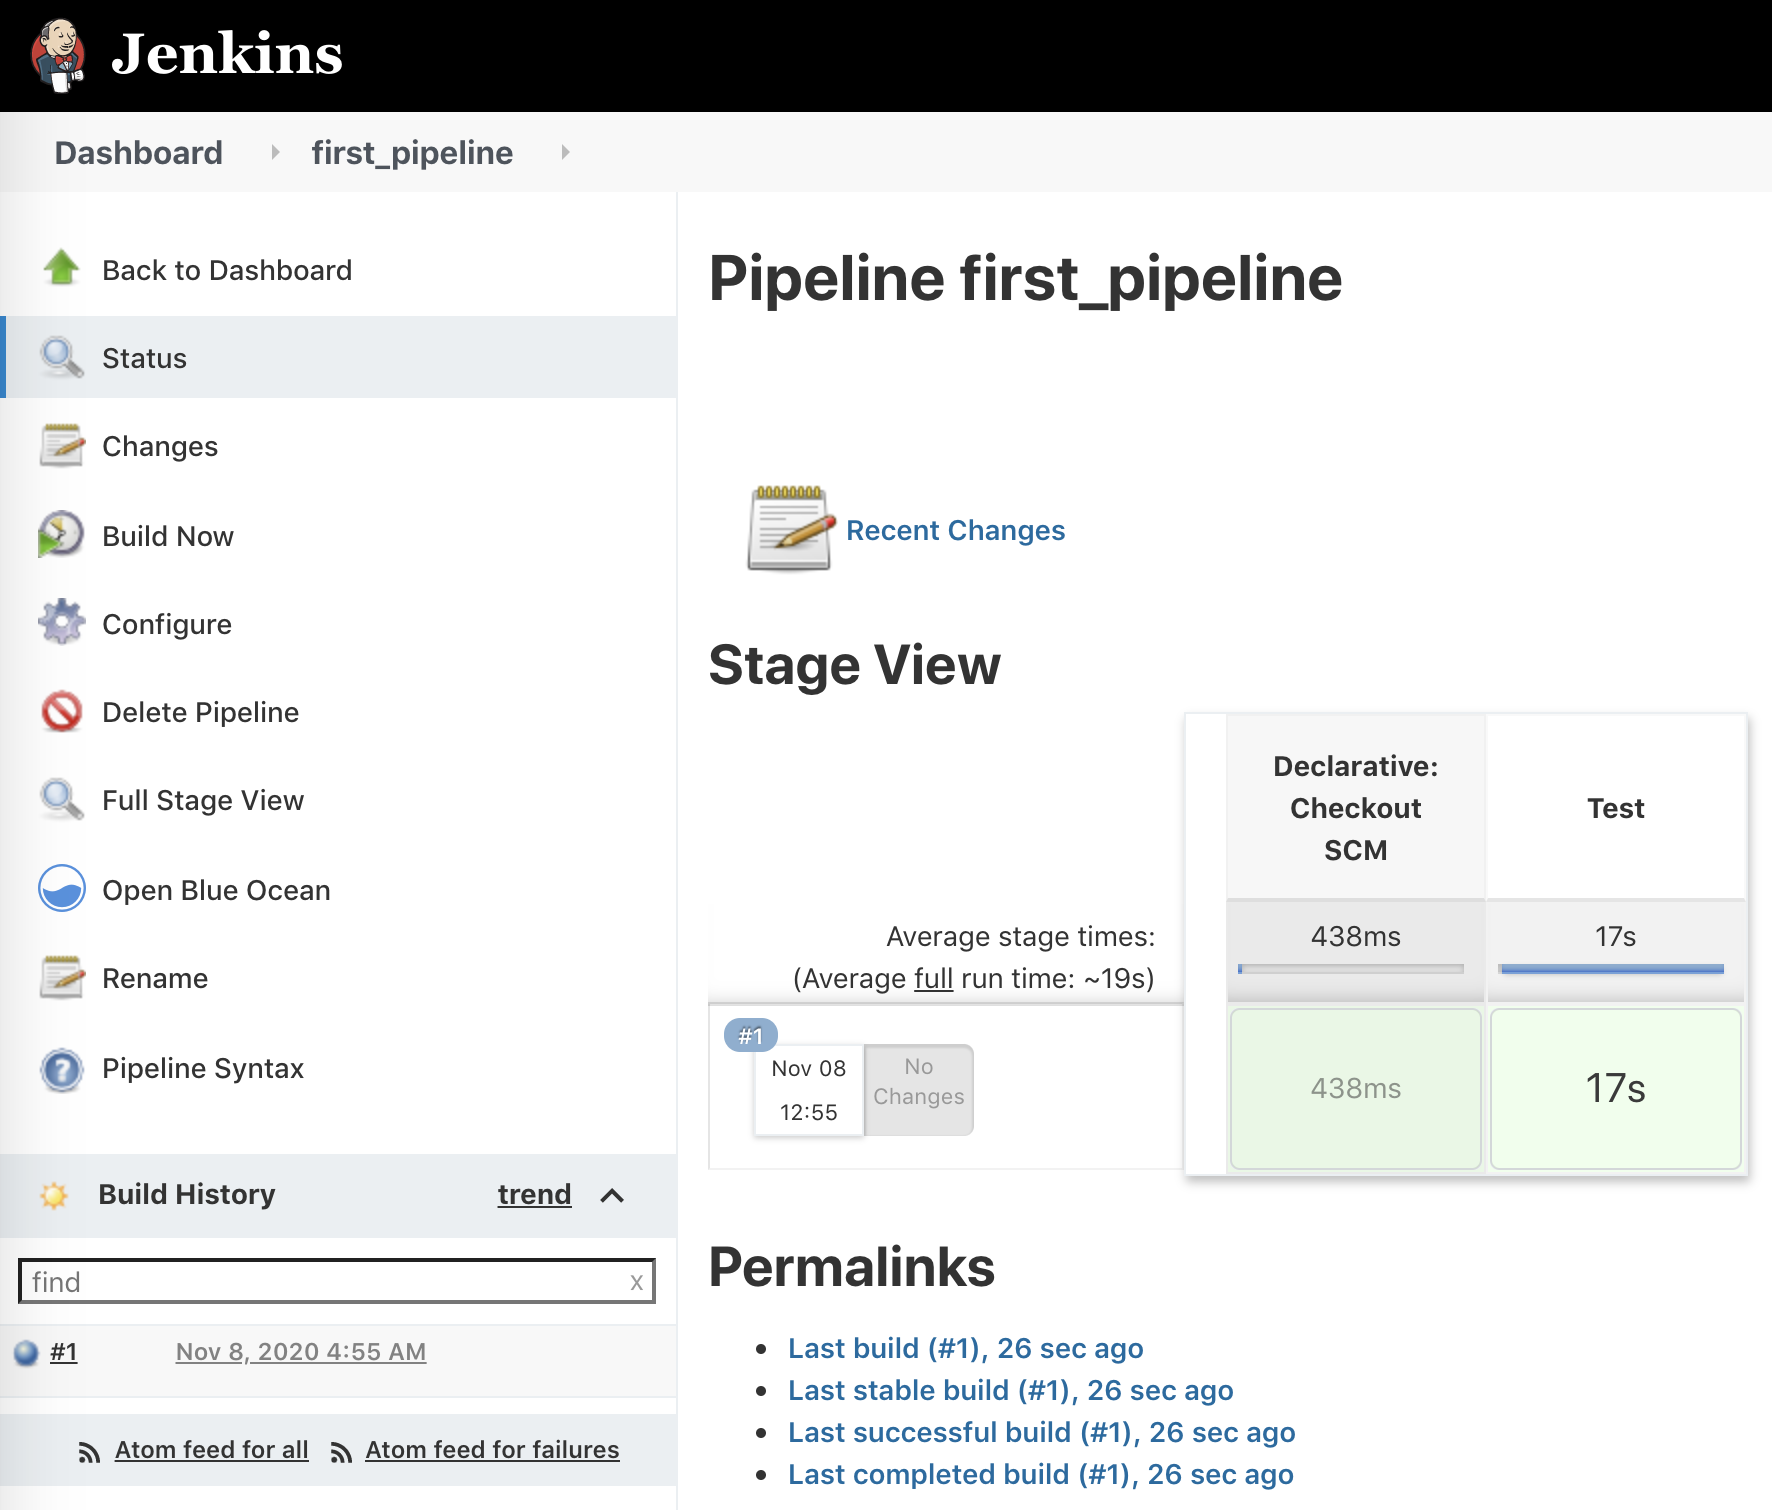 Jenkins
Dashboard
first_pipeline
Back to Dashboard
Status
Changes
Build Now
Configure
Delete Pipeline
Full Stage View
Open Blue Ocean
Rename
Pipeline Syntax
Build History trend
find x
#1 Nov 8, 2020 4:55 AM
Atom feed for all Atom feed for failures
Pipeline first_pipeline
Recent Changes
Stage View
Declarative:
Checkout
SCM
Test
Average stage times:
(Average full run time: ~19s)
438ms
17s
#1
Nov 08
12:55
No
Changes
438ms
17s
Permalinks
Last build (#1), 26 sec ago
Last stable build (#1), 26 sec ago
Last successful build (#1), 26 sec ago
Last completed build (#1), 26 sec ago